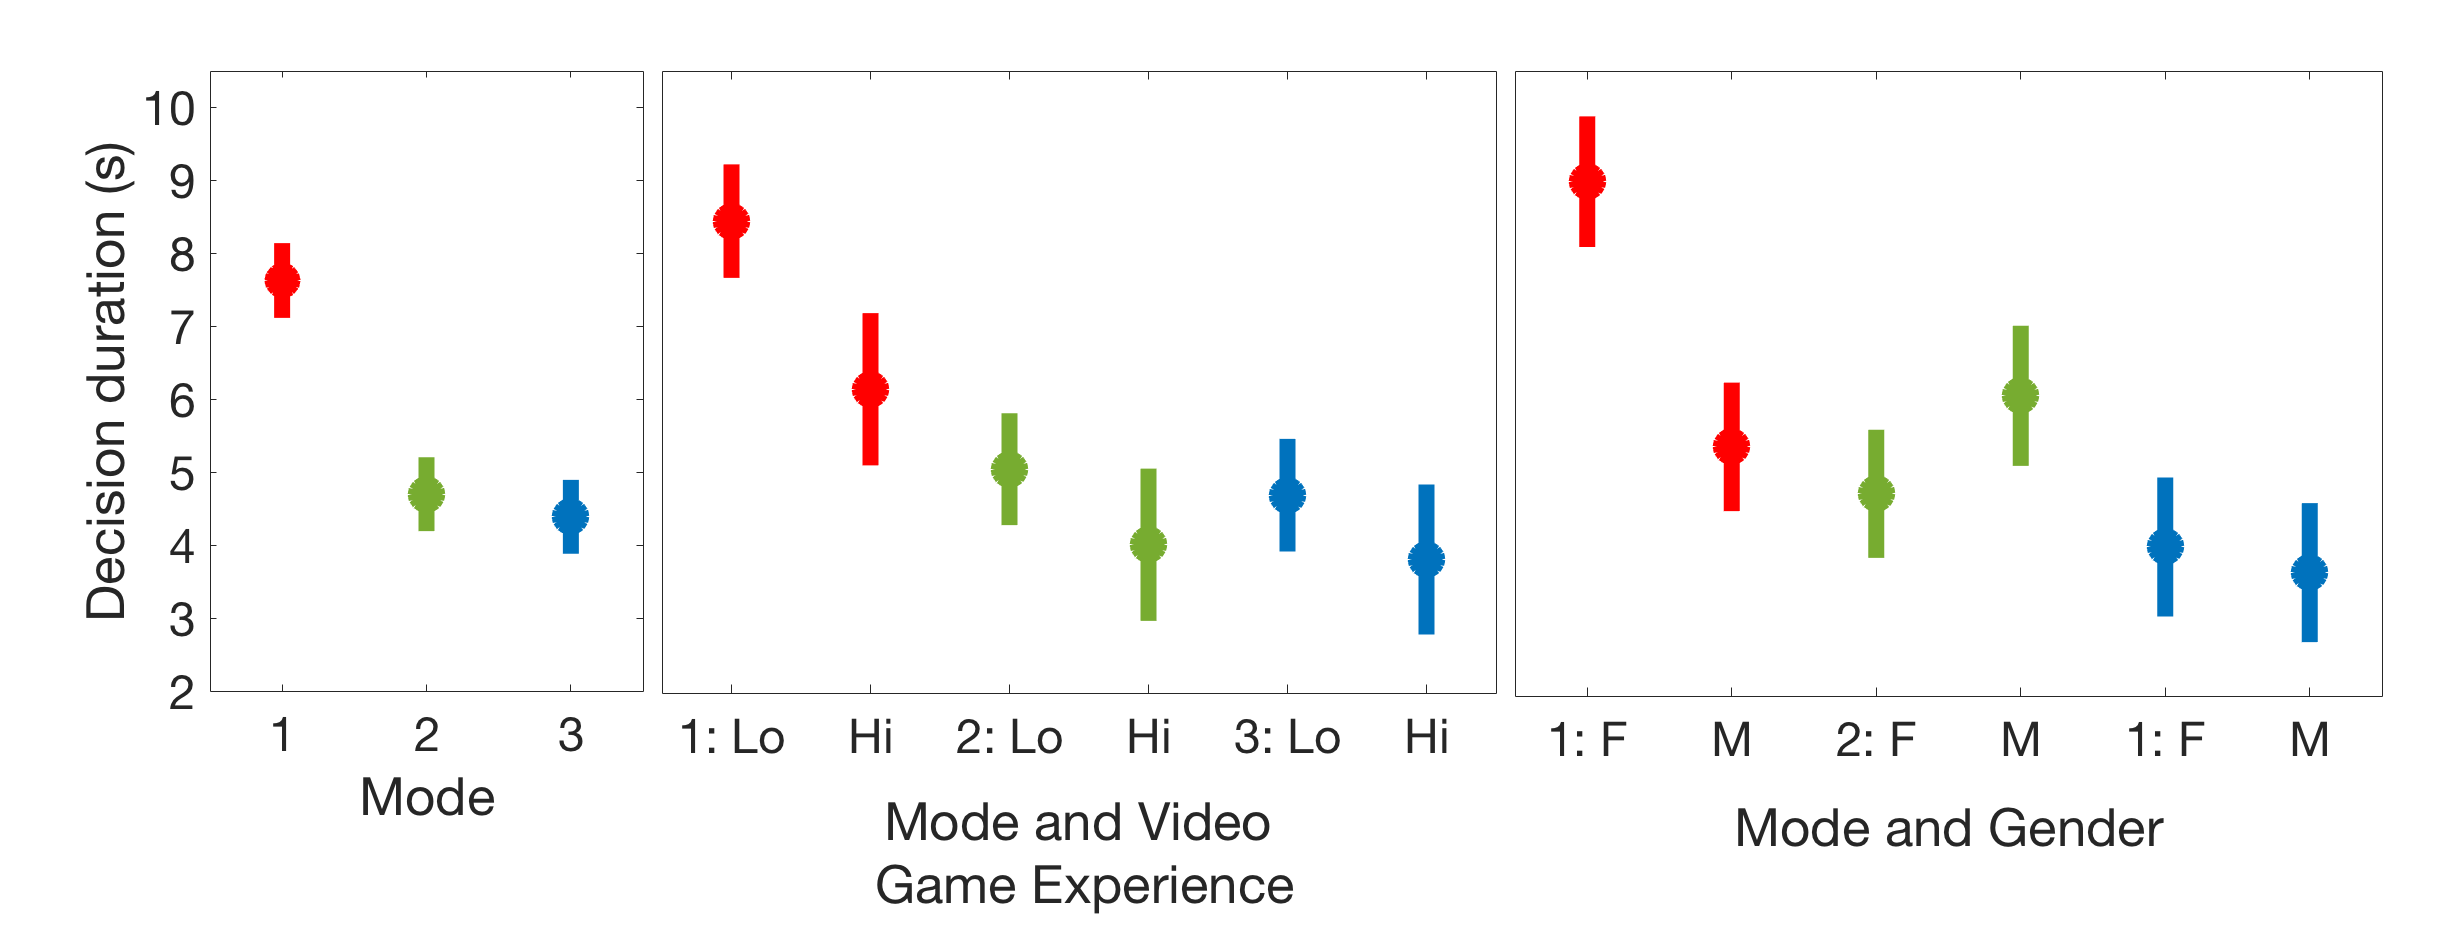 Decision duration (s)
10
9
8
7
6
5
4
3
2
1 2 3
Mode
1: Lo Hi 2: Lo Hi 3: Lo Hi
Mode and Video
Game Experience
1: F M 2: F M 1: F M
Mode and Gender